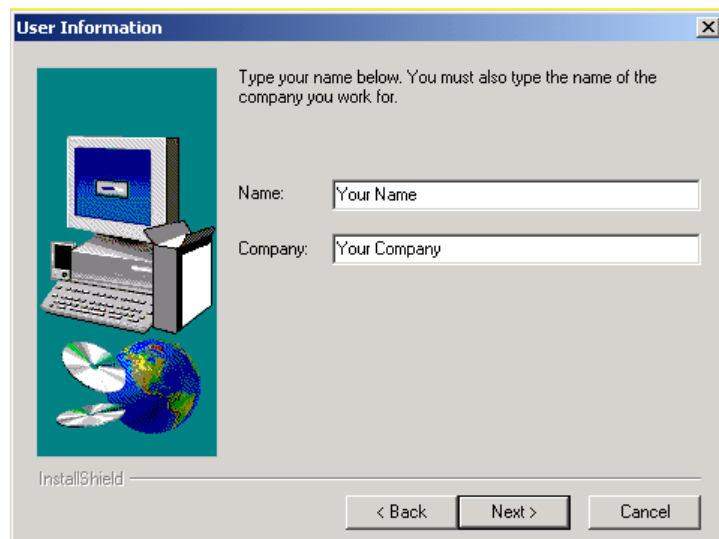 User Information
Type your name below. You must also type the name of the
company you work for.
Name: Your Name
Company: Your Company
InstallShield
< Back Next > Cancel